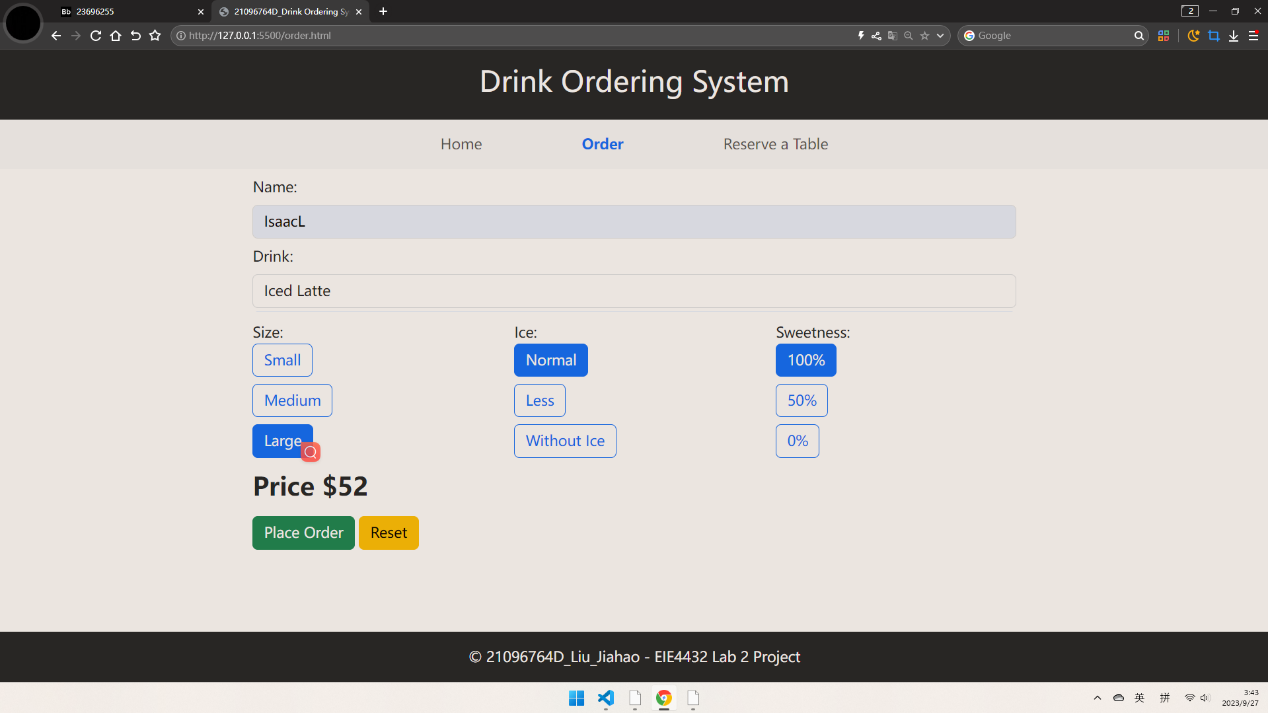 23696255
21096764D_Drink Ordering Sy
2
http://127.0.0.1:5500/order.html
Google
Drink Ordering System
Home Order Reserve a Table
Name:
IsaacL
Drink:
Iced Latte
Size: Ice: Sweetness:
Small Normal 100%
Medium Less 50%
Large Without Ice 0%
Price $52
Place Order Reset
© 21096764D_Liu_Jiahao - EIE4432 Lab 2 Project
英 拼 3:43
2023/9/27